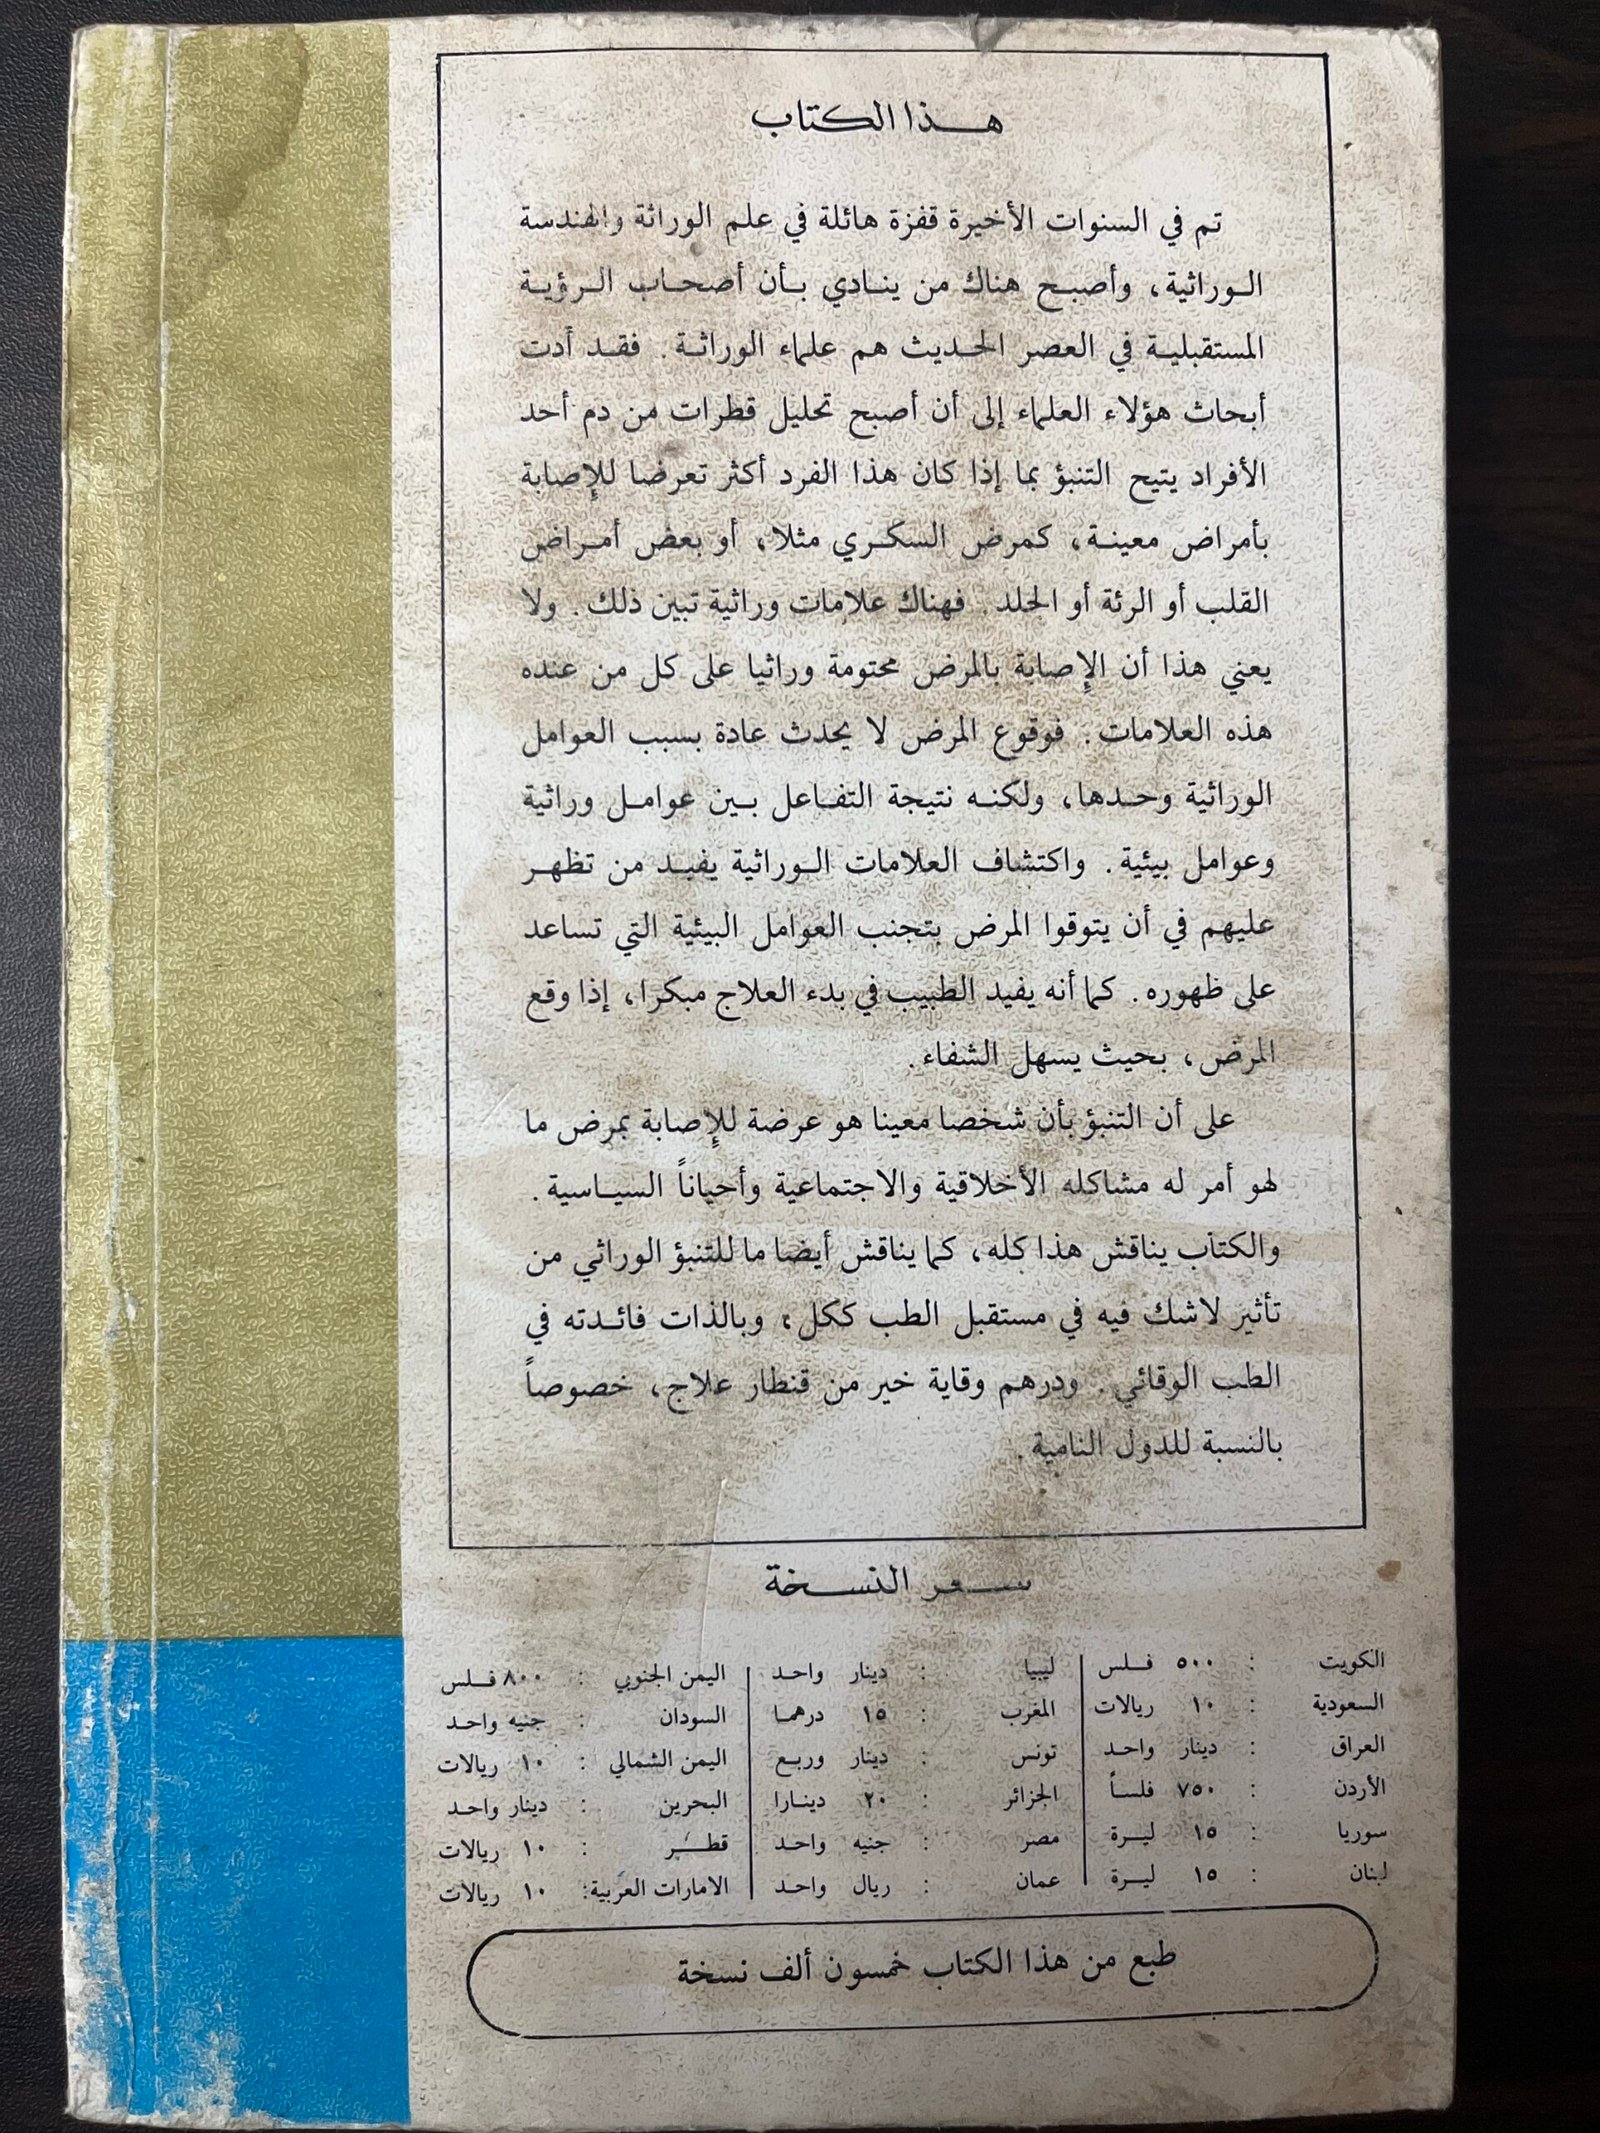 هذا الكتاب
تم في السنوات الأخيرة قفزة هائلة في علم الوراثة والهندسة
الوراثية، وأصبح هناك من ينادي بأن أصحاب الرؤية
المستقبلية في العصر الحديث هم علماء الوراثة. فقد أدت
أبحاث هؤلاء العلماء إلى أن أصبح تحليل قطرات من دم أحد
الأفراد يتيح التنبؤ بما إذا كان هذا الفرد أكثر تعرضا للإصابة
بأمراض معينة، كمرض السكري مثلا، أو بعض أمراض
القلب أو الرئة أو الجلد. فهناك علامات وراثية تبين ذلك. ولا
يعني هذا أن الإصابة بالمرض محتومة وراثيا على كل من عنده
هذه العلامات. فوقوع المرض لا يحدث عادة بسبب العوامل
الوراثية وحدها، ولكنه نتيجة التفاعل بين عوامل وراثية
وعوامل بيئية. واكتشاف العلامات الوراثية يفيد من تظهر
عليهم في أن يتوقوا المرض بتجنب العوامل البيئية التي تساعد
على ظهوره. كما أنه يفيد الطبيب في بدء العلاج مبكرا، إذا وقع
المرض، بحيث يسهل الشفاء.
على أن التنبؤ بأن شخصا معينا هو عرضة للإصابة بمرض ما
لهو أمر له مشاكله الأخلاقية والاجتماعية وأحياناً السياسية.
والكتاب يناقش هذا كله، كما يناقش أيضا ما للتنبؤ الوراثي من
تأثير لاشك فيه في مستقبل الطب ككل، وبالذات فائدته في
الطب الوقائي. ودرهم وقاية خير من قنطار علاج، خصوصاً
بالنسبة للدول النامية.
سعر النسخة
الكويت : ٥٠٠ فلس
السعودية : ١٠ ريالات
العراق : دينار واحد
الأردن : ٧٥٠ فلساً
سوريا : ١٥ ليرة
لبنان : ١٥ ليرة
ليبيا : دينار واحد
المغرب : ١٥ درهما
تونس : دينار وربع
الجزائر : ٢٠ دينارا
مصر : جنيه واحد
عمان : ريال واحد
اليمن الجنوبي : ٨٠٠ فلس
السودان : جنيه واحد
اليمن الشمالي : ١٠ ريالات
البحرين : دينار واحد
قطر : ١٠ ريالات
الامارات العربية: ١٠ ريالات
طبع من هذا الكتاب خمسون ألف نسخة